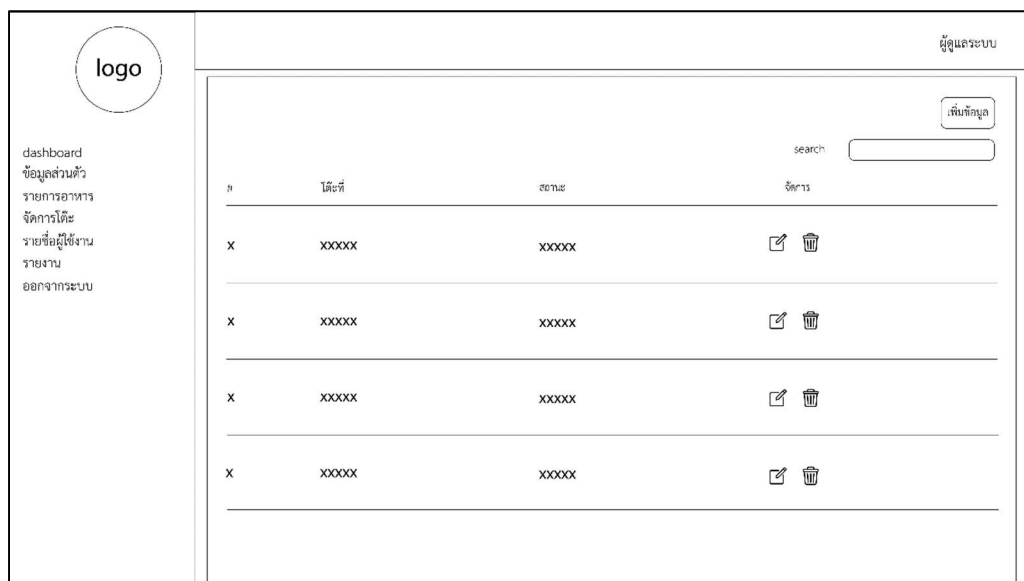 logo
ผู้ดูแลระบบ
dashboard
ข้อมูลส่วนตัว
รายการอาหาร
จัดการโต๊ะ
รายชื่อผู้ใช้งาน
รายงาน
ออกจากระบบ
เพิ่มข้อมูล
search
# โต๊ะที่ สถานะ จัดการ
x xxxxx xxxxx
x xxxxx xxxxx
x xxxxx xxxxx
x xxxxx xxxxx